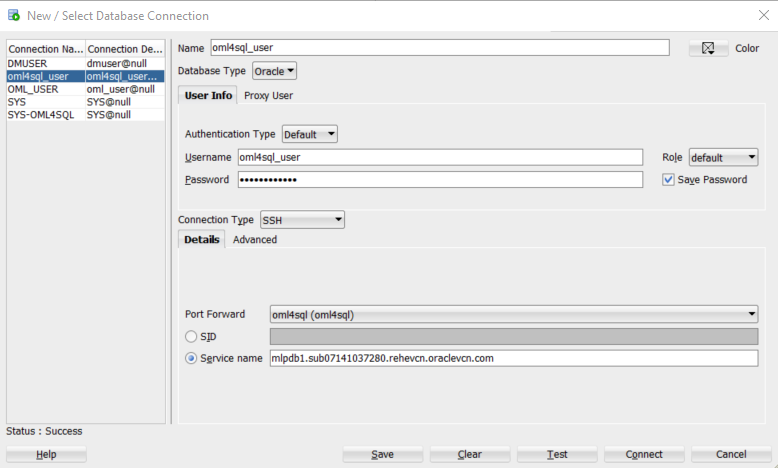 New / Select Database Connection
Connection Na... Connection De...
DMUSER dmuser@null
oml4sql_user oml4sql_user...
OML_USER oml_user@null
SYS SYS@null
SYS-OML4SQL SYS@null
Name oml4sql_user Color
Database Type Oracle
User Info Proxy User
Authentication Type Default
Username oml4sql_user Role default
Password •••••••••••• Save Password
Connection Type SSH
Details Advanced
Port Forward oml4sql (oml4sql)
SID
Service name mlpdb1.sub07141037280.rehevcn.oraclevcn.com
Status : Success
Help Save Clear Test Connect Cancel